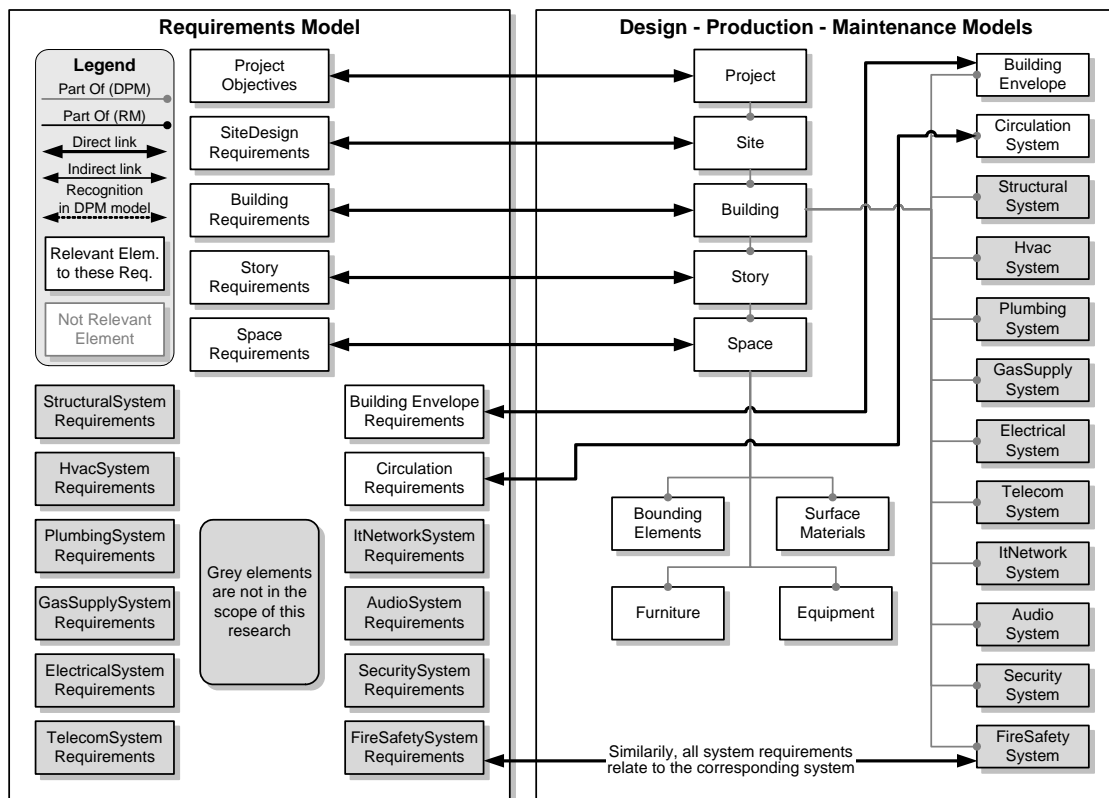 Requirements Model
Legend
Part Of (DPM)
Part Of (RM)
Direct link
Indirect link
Recognition
in DPM model
Relevant Elem.
to these Req.
Not Relevant
Element
Project
Objectives
SiteDesign
Requirements
Building
Requirements
Story
Requirements
Space
Requirements
StructuralSystem
Requirements
HvacSystem
Requirements
PlumbingSystem
Requirements
GasSupplySystem
Requirements
ElectricalSystem
Requirements
TelecomSystem
Requirements
Grey elements
are not in the
scope of this
research
Building Envelope
Requirements
Circulation
Requirements
ItNetworkSystem
Requirements
AudioSystem
Requirements
SecuritySystem
Requirements
FireSafetySystem
Requirements
Design - Production - Maintenance Models
Project
Site
Building
Story
Space
Bounding
Elements
Surface
Materials
Furniture
Equipment
Similarily, all system requirements
relate to the corresponding system
Building
Envelope
Circulation
System
Structural
System
Hvac
System
Plumbing
System
GasSupply
System
Electrical
System
Telecom
System
ItNetwork
System
Audio
System
Security
System
FireSafety
System